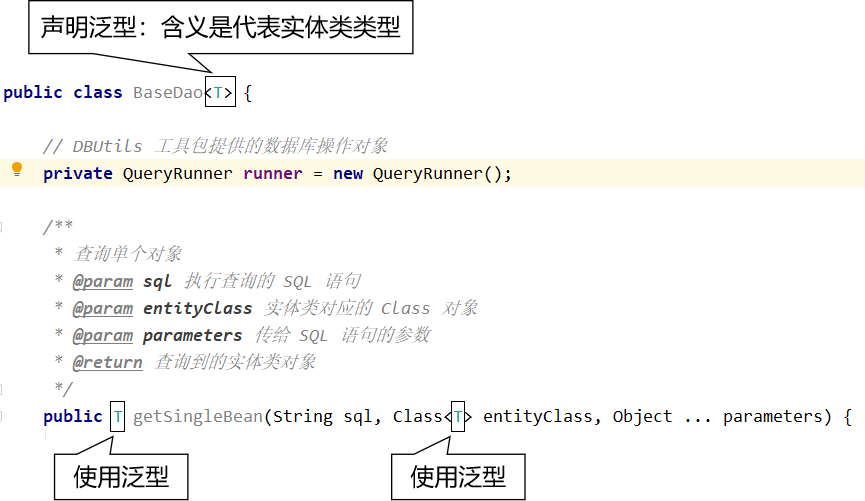 声明泛型：含义是代表实体类类型
public class BaseDao<T> {
// DBUtils 工具包提供的数据库操作对象
private QueryRunner runner = new QueryRunner();
/**
* 查询单个对象
* @param sql 执行查询的 SQL 语句
* @param entityClass 实体类对应的 Class 对象
* @param parameters 传给 SQL 语句的参数
* @return 查询到的实体类对象
*/
public T getSingleBean(String sql, Class<T> entityClass, Object ... parameters) {
使用泛型
使用泛型